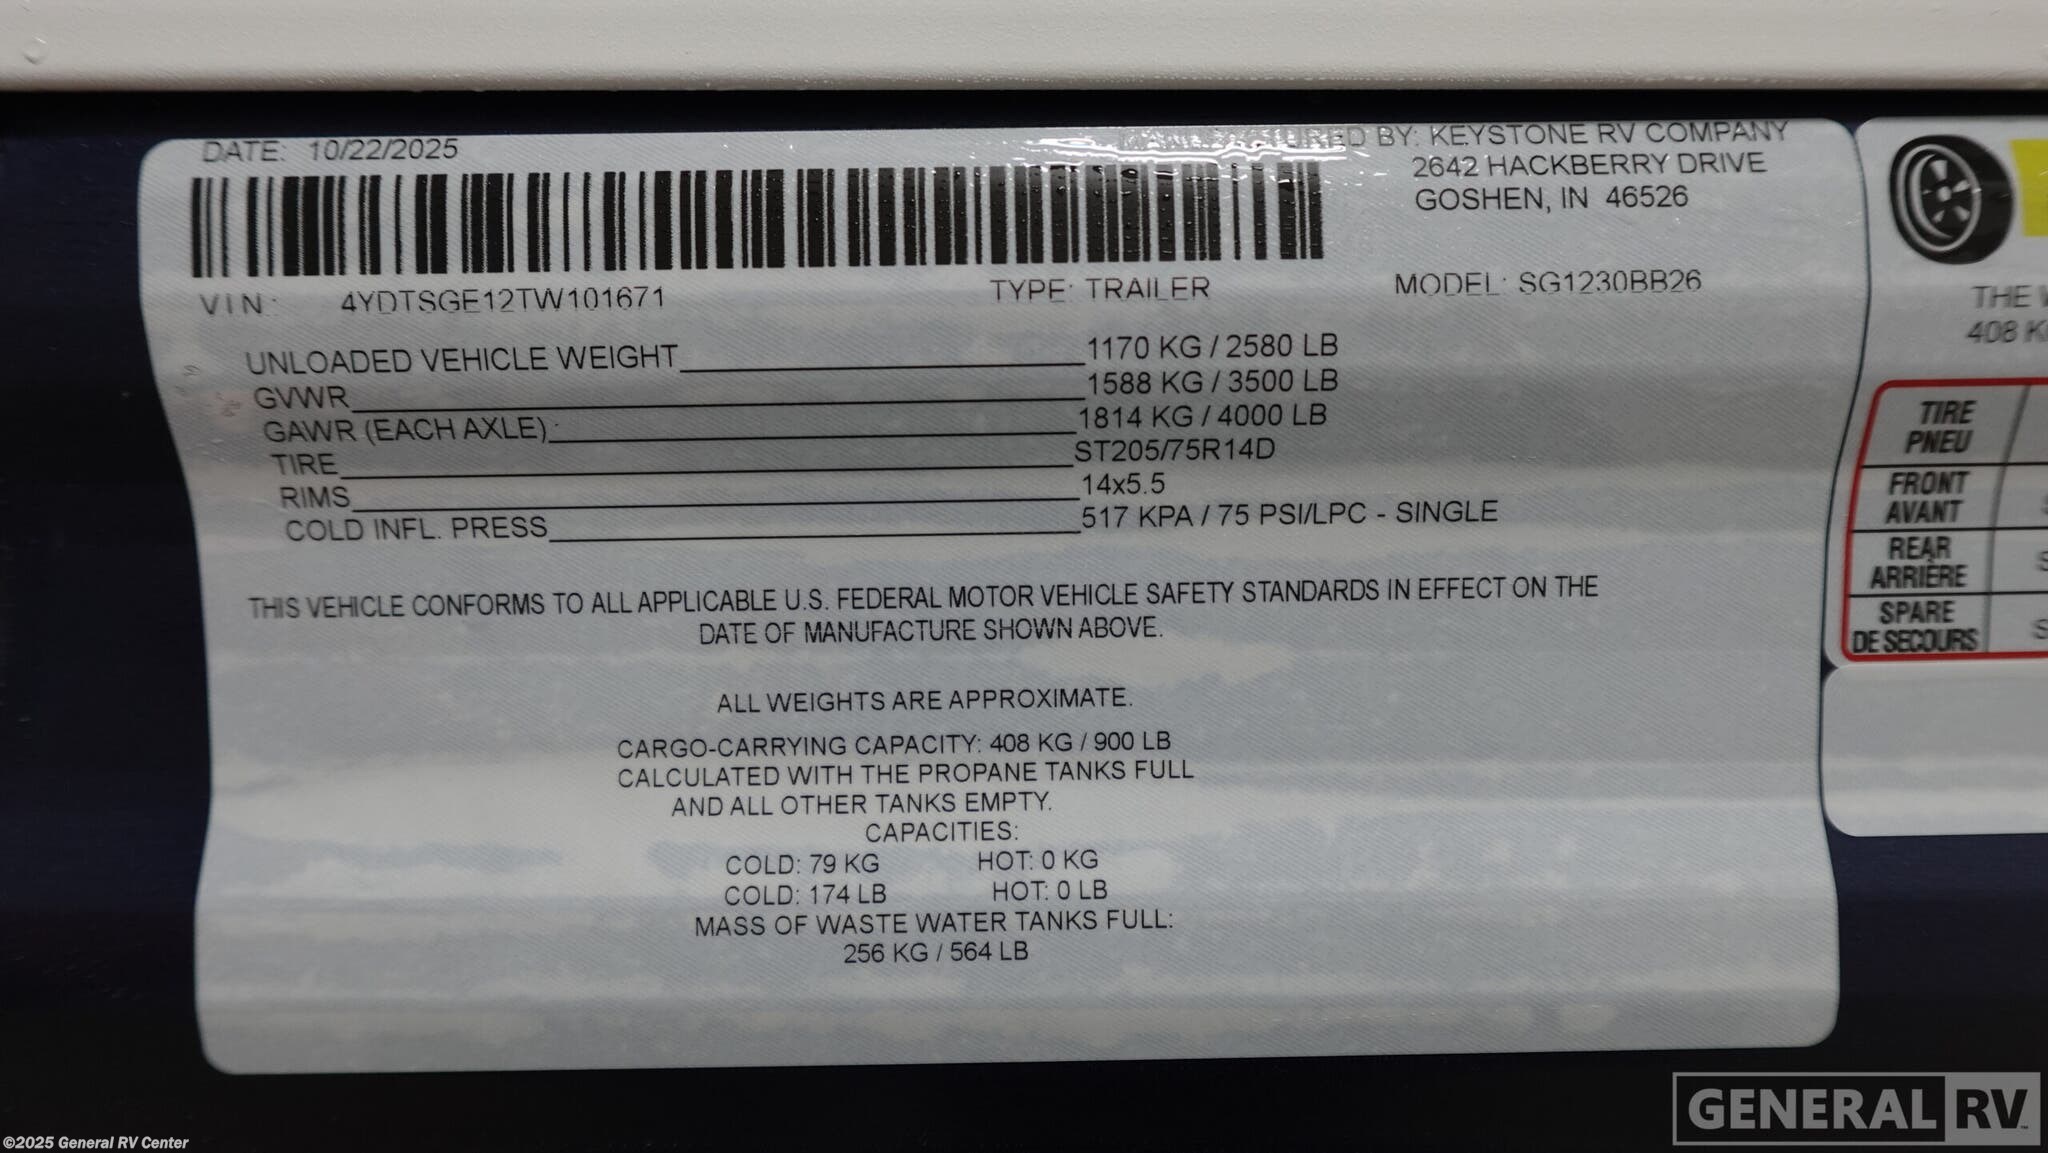 DATE: 10/22/2025
MANUFACTURED BY: KEYSTONE RV COMPANY
2642 HACKBERRY DRIVE
GOSHEN, IN 46526
VIN: 4YDTSGE12TW101671 TYPE: TRAILER MODEL: SG1230BB26
UNLOADED VEHICLE WEIGHT 1170 KG / 2580 LB
GVWR 1588 KG / 3500 LB
GAWR (EACH AXLE): 1814 KG / 4000 LB
TIRE ST205/75R14D
RIMS 14x5.5
COLD INFL. PRESS 517 KPA / 75 PSI/LPC - SINGLE
THIS VEHICLE CONFORMS TO ALL APPLICABLE U.S. FEDERAL MOTOR VEHICLE SAFETY STANDARDS IN EFFECT ON THE
DATE OF MANUFACTURE SHOWN ABOVE.
ALL WEIGHTS ARE APPROXIMATE.
CARGO-CARRYING CAPACITY: 408 KG / 900 LB
CALCULATED WITH THE PROPANE TANKS FULL
AND ALL OTHER TANKS EMPTY.
CAPACITIES:
COLD: 79 KG HOT: 0 KG
COLD: 174 LB HOT: 0 LB
MASS OF WASTE WATER TANKS FULL:
256 KG / 564 LB
THE
408
TIRE
PNEU
FRONT
AVANT
REAR
ARRIÈRE
SPARE
DE SECOURS
GENERAL RV
©2025 General RV Center